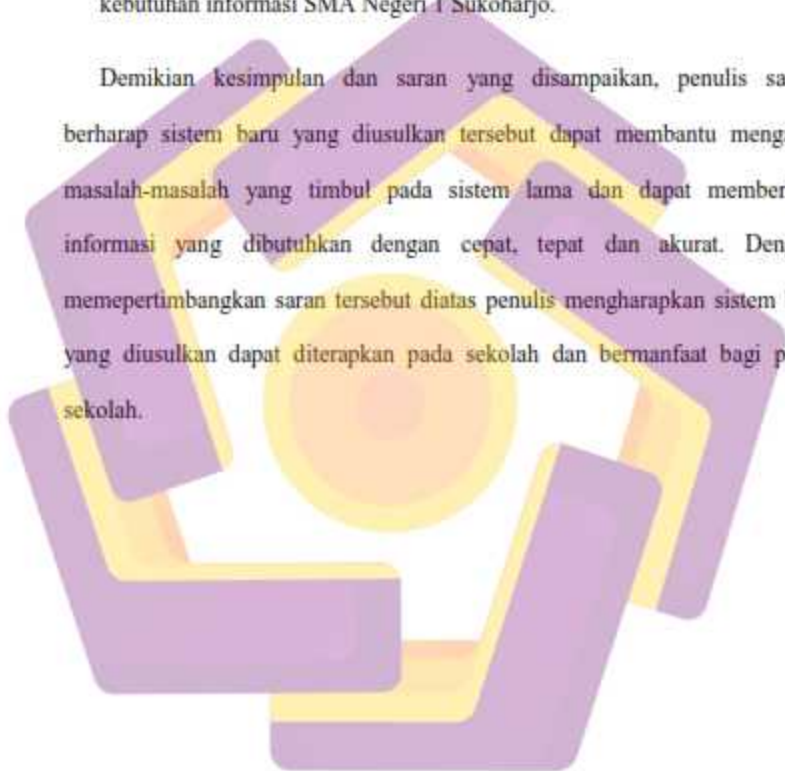 kebutuhan informasi SMA Negeri 1 Sukoharjo.
Demikian kesimpulan dan saran yang disampaikan, penulis sa
berharap sistem baru yang diusulkan tersebut dapat membantu menga
masalah-masalah yang timbul pada sistem lama dan dapat member
informasi yang dibutuhkan dengan cepat, tepat dan akurat. Den
memepertimbangkan saran tersebut diatas penulis mengharapkan sistem
yang diusulkan dapat diterapkan pada sekolah dan bermanfaat bagi p
sekolah.